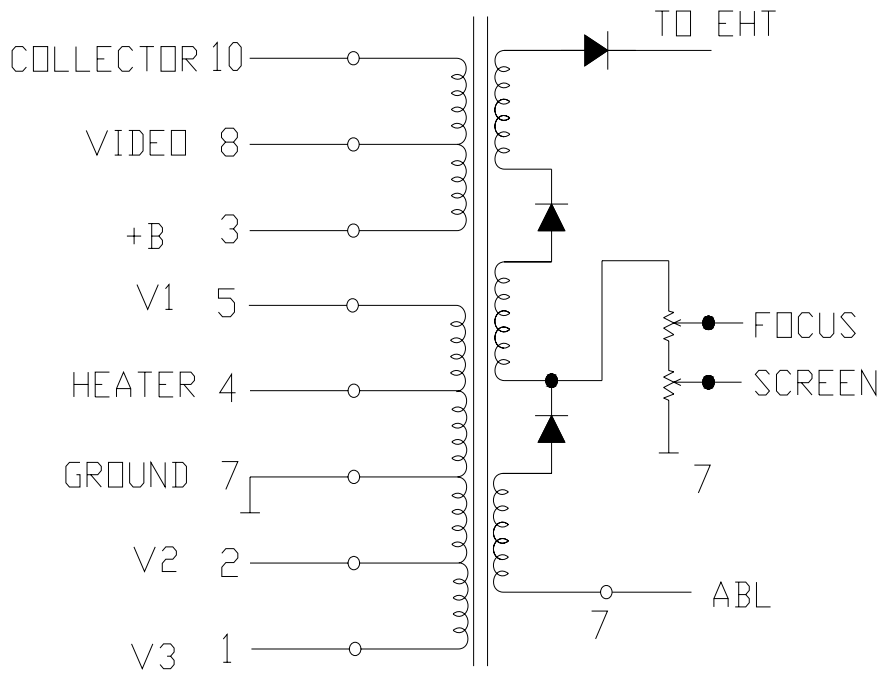 TO EHT
COLLECTOR 10
VIDEO 8
+B 3
V1 5
FOCUS
HEATER 4
SCREEN
GROUND 7
7
V2 2
ABL
7
V3 1